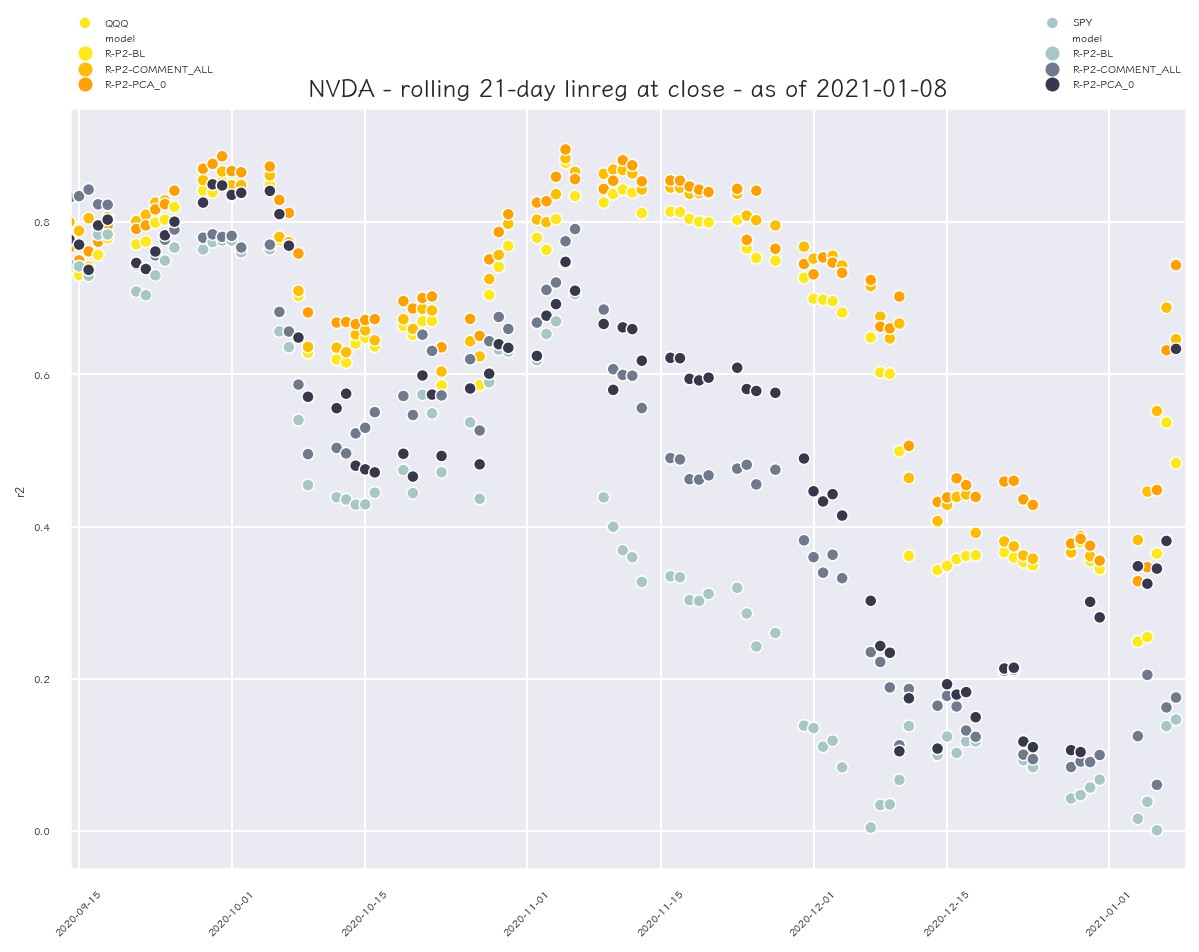 QQQ
model
R-P2-BL
R-P2-COMMENT_ALL
R-P2-PCA_0
SPY
model
R-P2-BL
R-P2-COMMENT_ALL
R-P2-PCA_0
NVDA - rolling 21-day linreg at close - as of 2021-01-08
0.8
0.6
r2
0.4
0.2
0.0
2020-09-15
2020-10-01
2020-10-15
2020-11-01
2020-11-15
2020-12-01
2020-12-15
2021-01-01